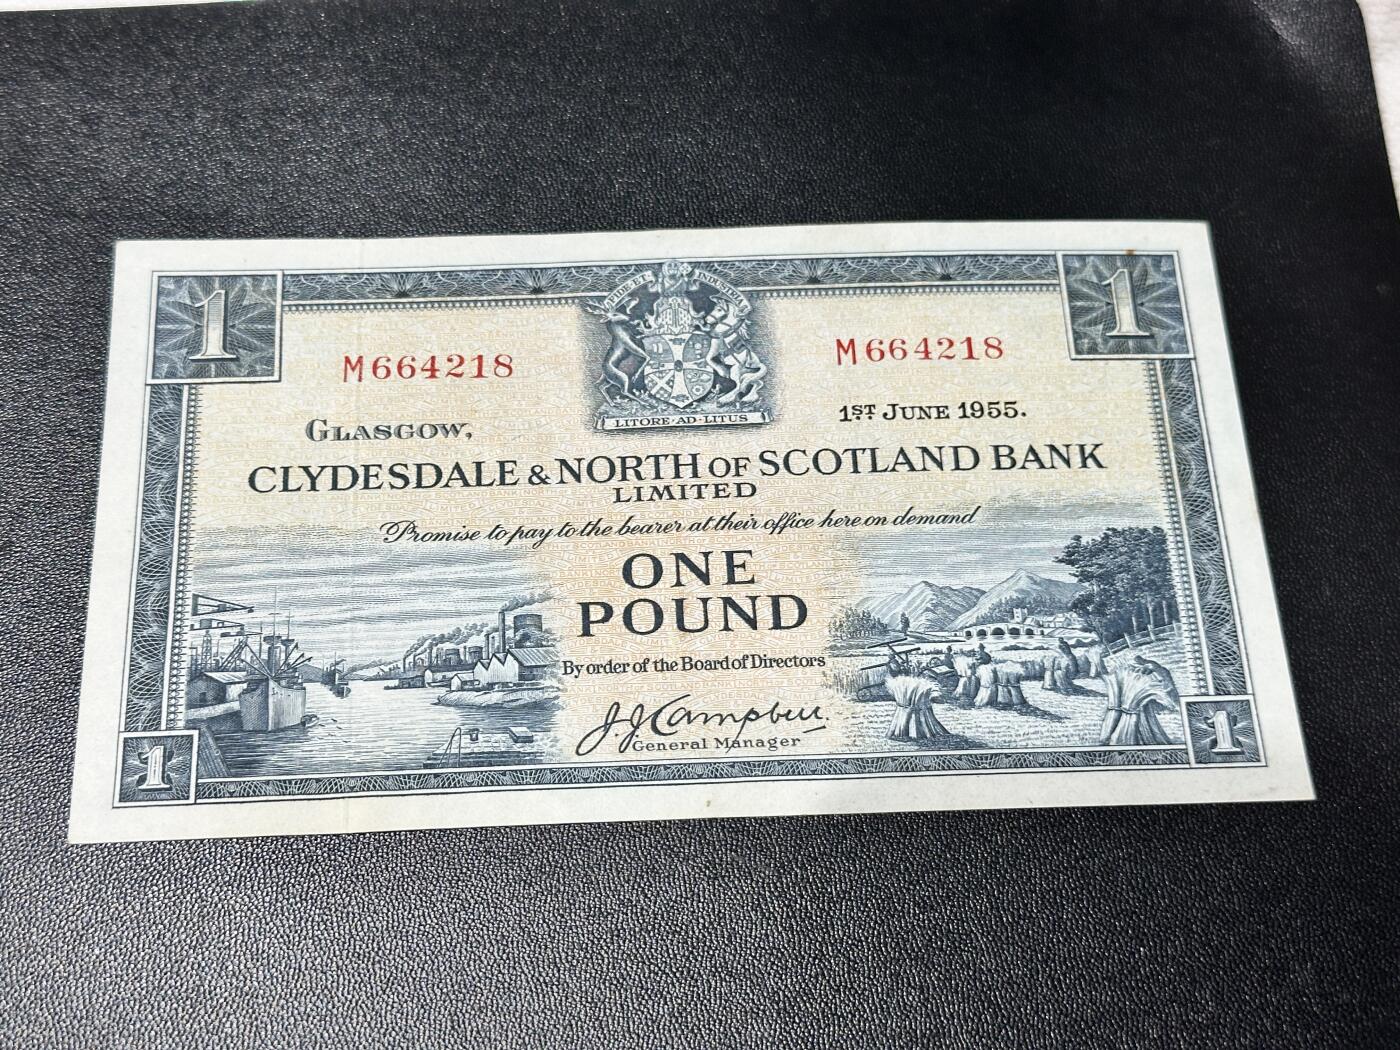 1
1
FIDE ET INDUSTRIA
M664218
M664218
LITORE·AD·LITUS
GLASGOW,
1ST JUNE 1955.
CLYDESDALE & NORTH OF SCOTLAND BANK
LIMITED
Promise to pay to the bearer at their office here on demand
ONE
POUND
By order of the Board of Directors
J.J. Campbell.
General Manager
1
1